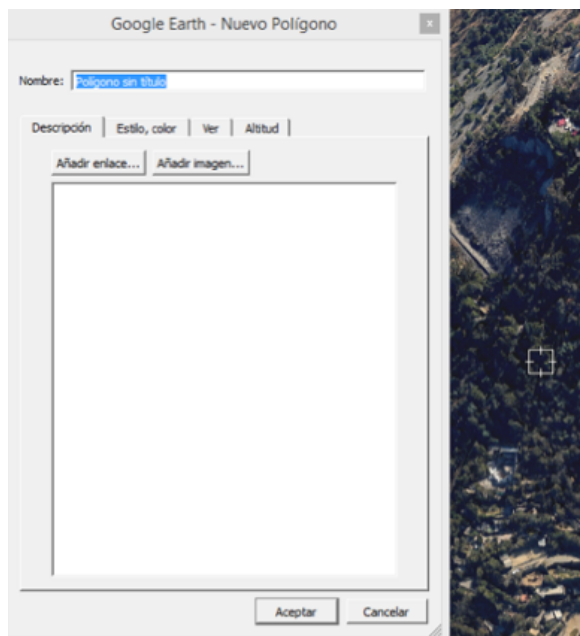 Google Earth - Nuevo Polígono
x
Nombre: Polígono sin título
Descripción Estilo, color Ver Altitud
Añadir enlace... Añadir imagen...
Aceptar Cancelar